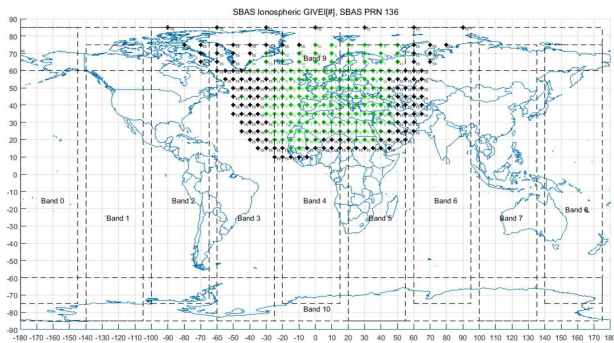 SBAS Ionospheric GIVEI[#], SBAS PRN 136
90
80
70
60
50
40
30
20
10
0
-10
-20
-30
-40
-50
-60
-70
-80
-90
Band 9
Band 0
Band 1
Band 2
Band 3
Band 4
Band 5
Band 6
Band 7
Band 8
Band 10
-180 -170 -160 -150 -140 -130 -120 -110 -100 -90 -80 -70 -60 -50 -40 -30 -20 -10 0 10 20 30 40 50 60 70 80 90 100 110 120 130 140 150 160 170 180